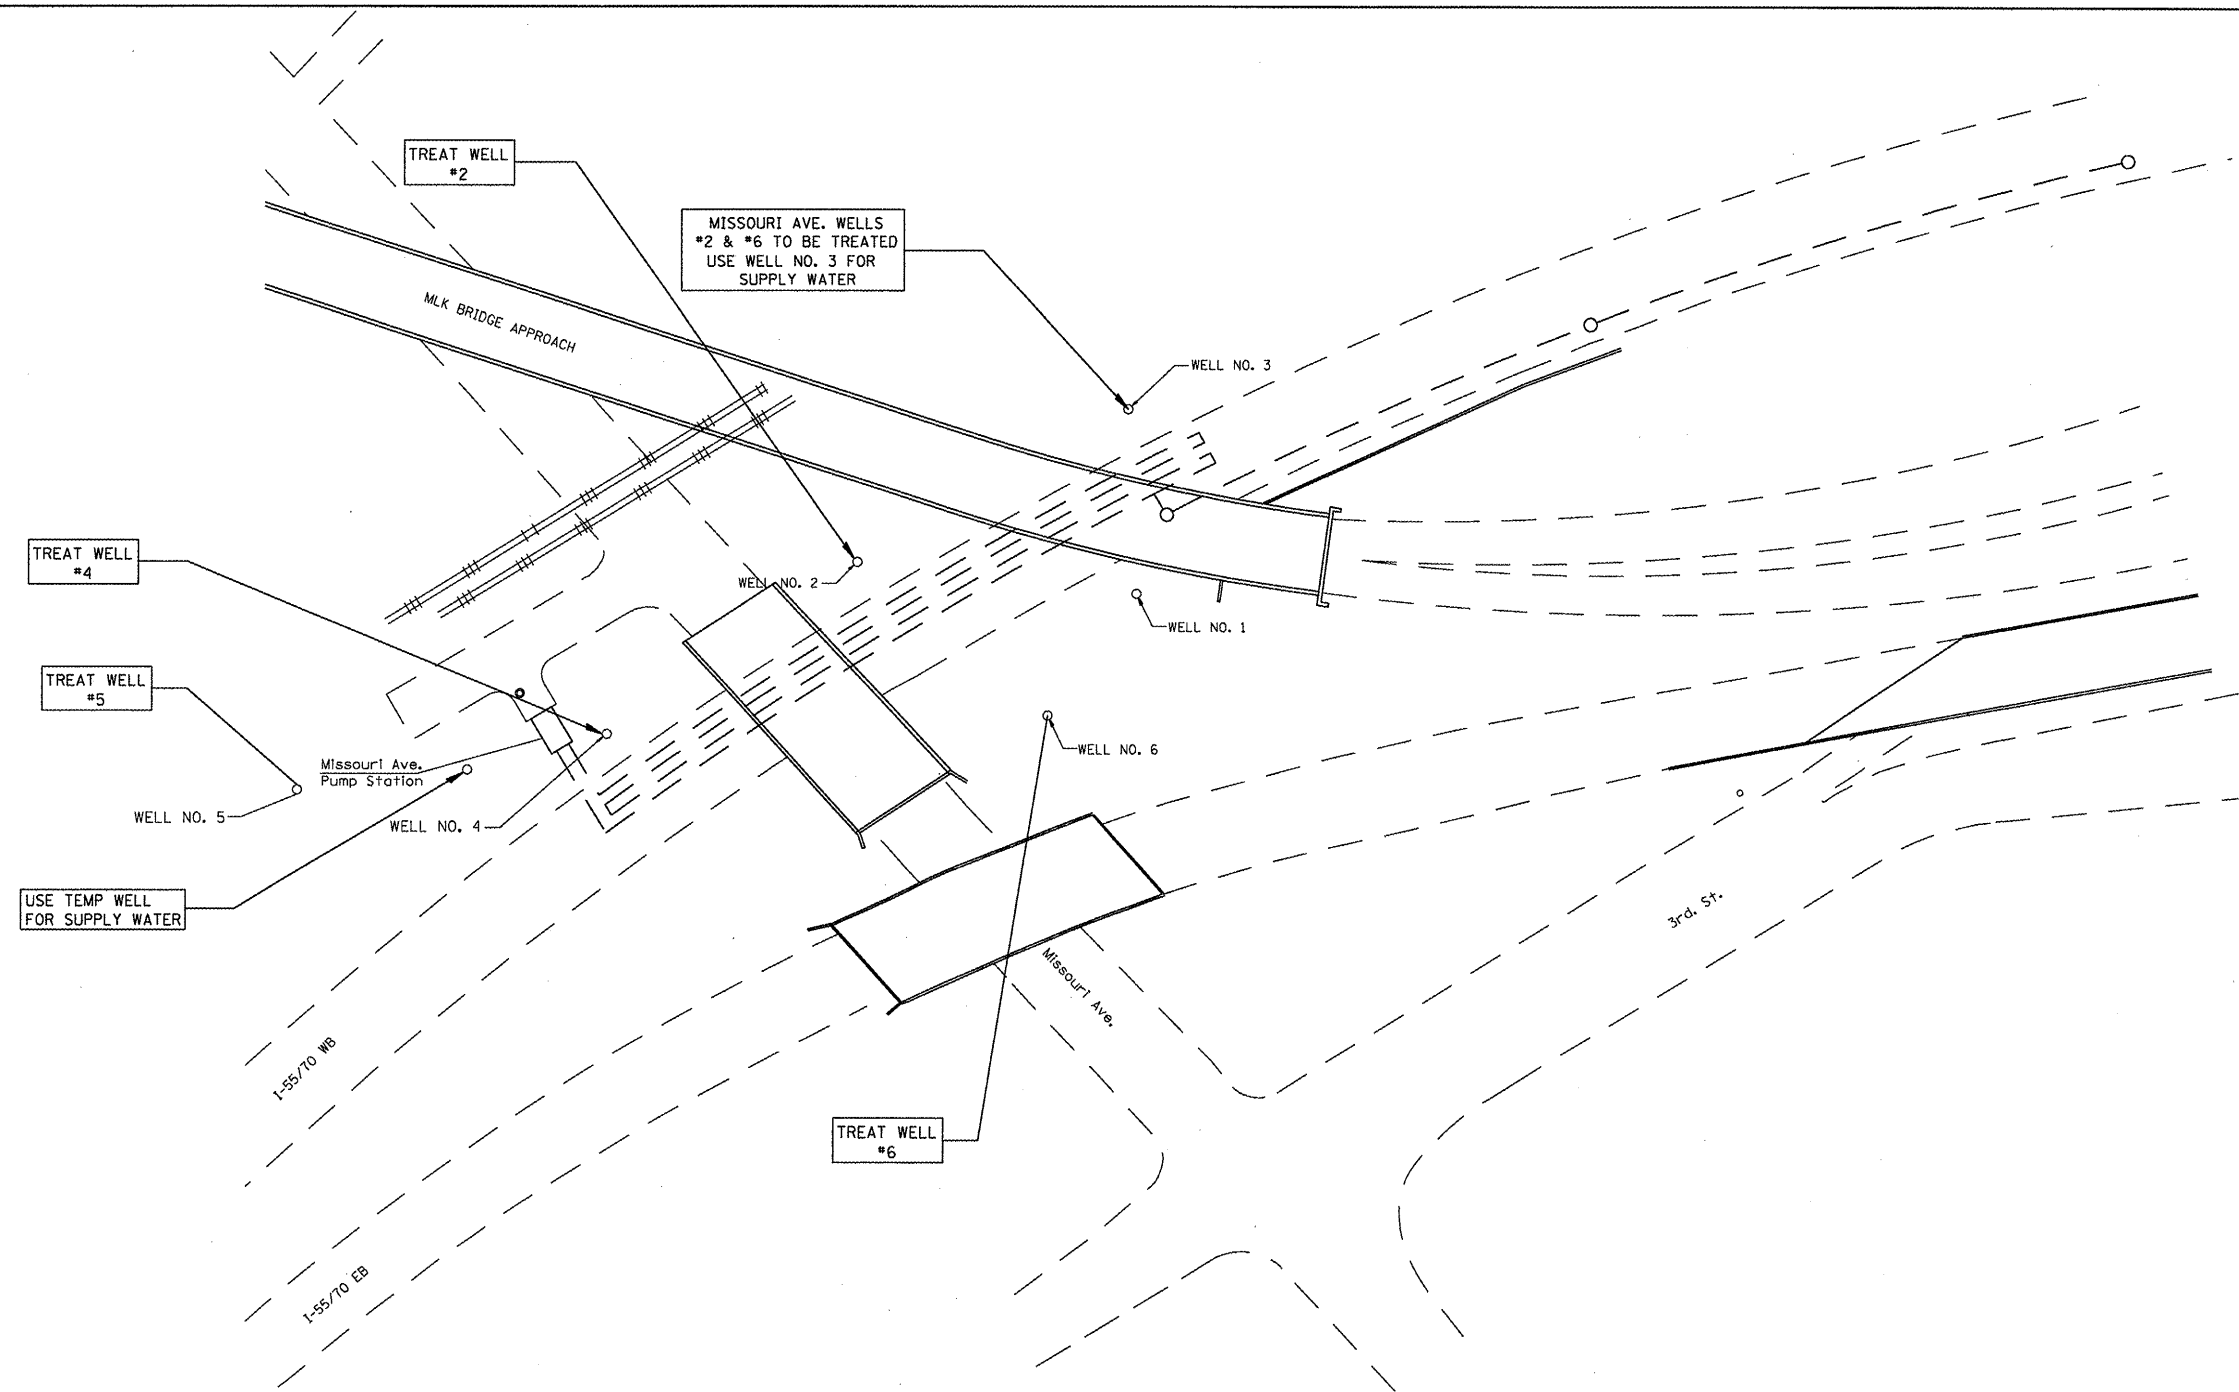 TREAT WELL
#2
MISSOURI AVE. WELLS
#2 & #6 TO BE TREATED
USE WELL NO. 3 FOR
SUPPLY WATER
MLK BRIDGE APPROACH
WELL NO. 3
TREAT WELL
#4
WELL NO. 2
WELL NO. 1
TREAT WELL
#5
WELL NO. 6
Missouri Ave.
Pump Station
WELL NO. 5
WELL NO. 4
USE TEMP WELL
FOR SUPPLY WATER
3rd. St.
Missouri Ave.
I-55/70 WB
TREAT WELL
#6
I-55/70 EB